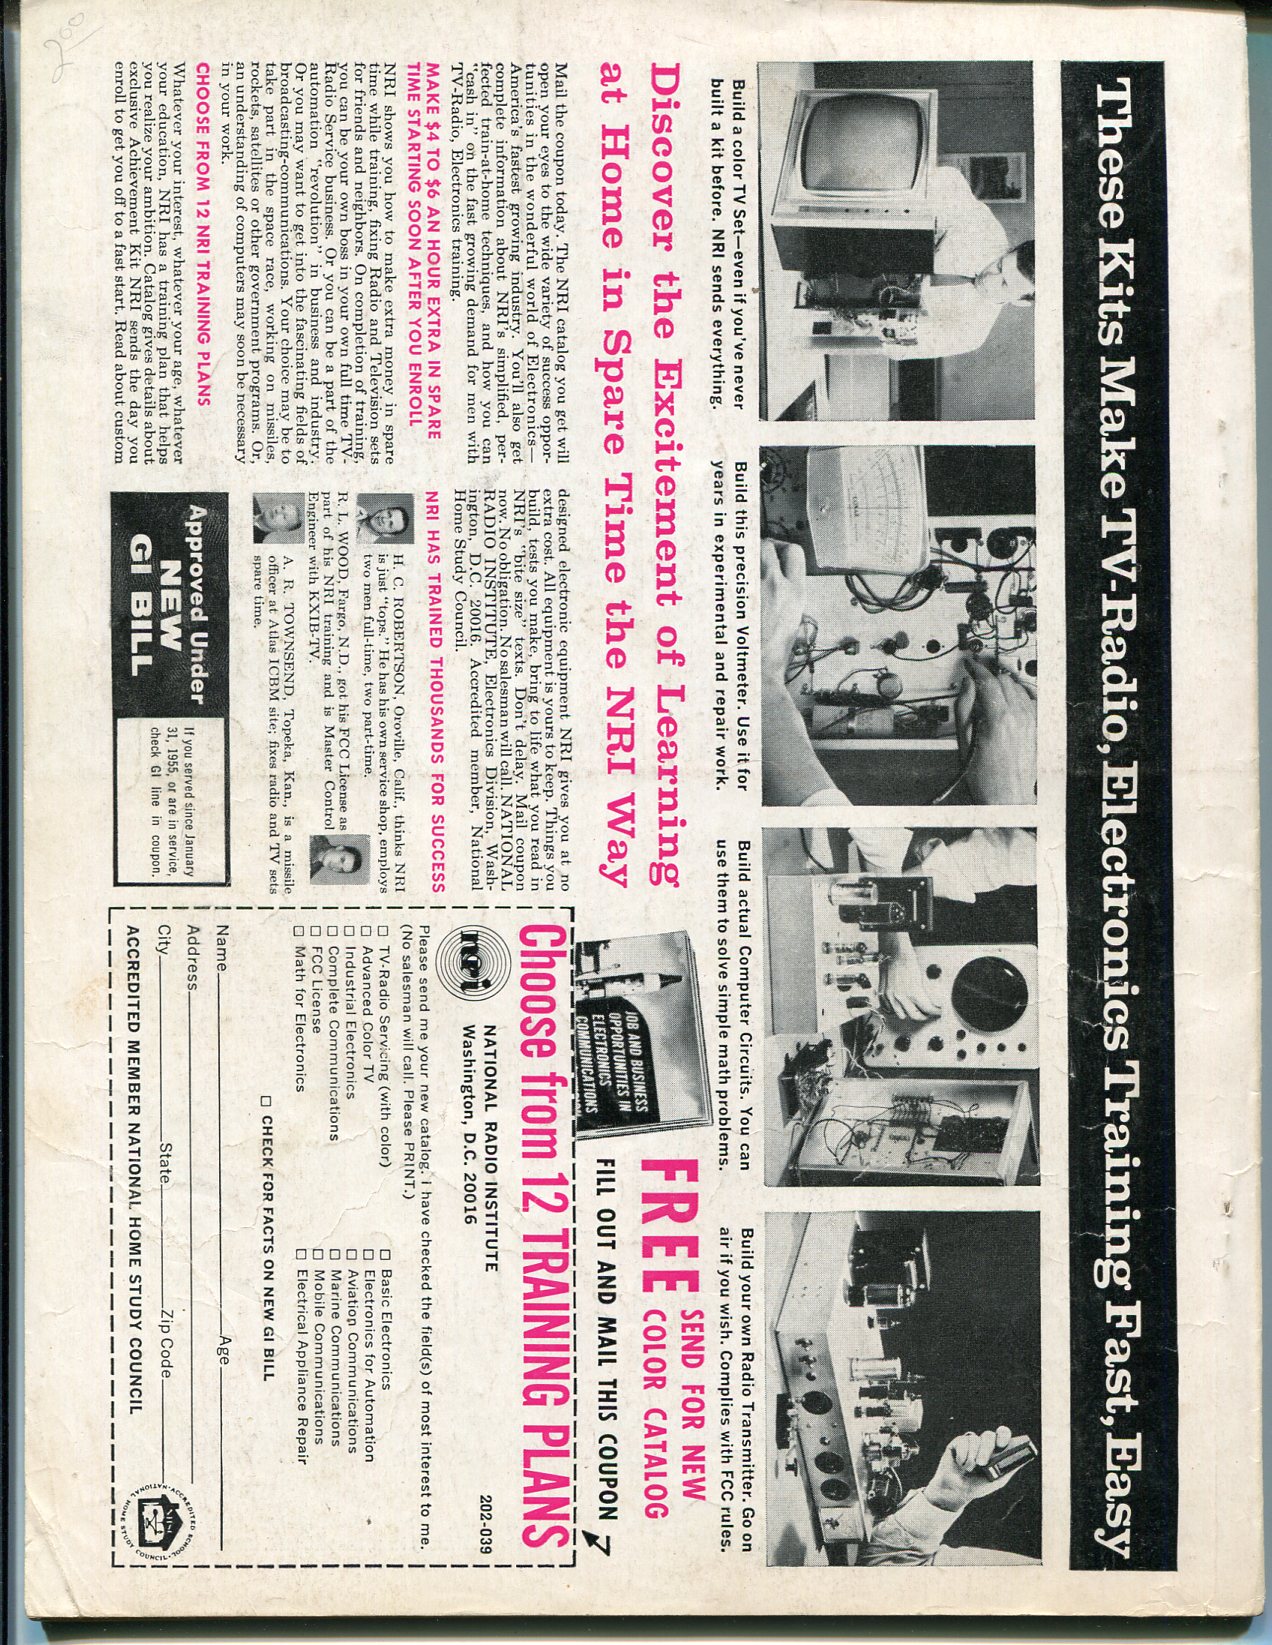 These Kits Make TV-Radio, Electronics Training Fast, Easy
Build a color TV Set—even if you've never
built a kit before. NRI sends everything.
Build this precision Voltmeter. Use it for
years in experimental and repair work.
Build actual Computer Circuits. You can
use them to solve simple math problems.
Build your own Radio Transmitter. Go on
air if you wish. Complies with FCC rules.
Discover the Excitement of Learning
at Home in Spare Time the NRI Way
Mail the coupon today. The NRI catalog you get will
open your eyes to the wide variety of success oppor-
tunities in the wonderful world of Electronics—
America's fastest growing industry. You'll also get
complete information about NRI's simplified, per-
fected train-at-home techniques, and how you can
"cash in" on the fast growing demand for men with
TV-Radio, Electronics training.
MAKE $4 TO $6 AN HOUR EXTRA IN SPARE
TIME STARTING SOON AFTER YOU ENROLL
NRI shows you how to make extra money in spare
time while training, fixing Radio and Television sets
for friends and neighbors. On completion of training,
you can be your own boss in your own full time TV-
Radio Service business. Or you can be a part of the
automation "revolution" in business and industry.
Or you may want to get into the fascinating fields of
broadcasting-communications. Your choice may be to
take part in the space race, working on missiles,
rockets, satellites or other government programs. Or,
an understanding of computers may soon be necessary
in your work.
CHOOSE FROM 12 NRI TRAINING PLANS
Whatever your interest, whatever your age, whatever
your education, NRI has a training plan that helps
you realize your ambition. Catalog gives details about
exclusive Achievement Kit NRI sends the day you
enroll to get you off to a fast start. Read about custom
designed electronic equipment NRI gives you at no
extra cost. All equipment is yours to keep. Things you
build, tests you make, bring to life what you read in
NRI's "bite size" texts. Don't delay. Mail coupon
now. No obligation. No salesman will call. NATIONAL
RADIO INSTITUTE, Electronics Division, Wash-
ington, D.C. 20016. Accredited member, National
Home Study Council.
NRI HAS TRAINED THOUSANDS FOR SUCCESS
H. C. ROBERTSON, Oroville, Calif., thinks NRI
is just "tops." He has his own service shop, employs
two men full-time, two part-time.
R. L. WOOD, Fargo, N.D., got his FCC License as
part of his NRI training and is Master Control
Engineer with KXIB-TV.
A. R. TOWNSEND, Topeka, Kan., is a missile
officer at Atlas ICBM site; fixes radio and TV sets
spare time.
Approved Under
NEW
GI BILL
If you served since January
31, 1955, or are in service,
check GI line in coupon.
JOB AND BUSINESS
OPPORTUNITIES IN
ELECTRONICS
COMMUNICATIONS
FREE
SEND FOR NEW
COLOR CATALOG
FILL OUT AND MAIL THIS COUPON
Choose from 12 TRAINING PLANS
nri
NATIONAL RADIO INSTITUTE
Washington, D.C. 20016
202-039
Please send me your new catalog. I have checked the field(s) of most interest to me.
(No salesman will call. Please PRINT.)
☐ TV-Radio Servicing (with color)
☐ Advanced Color TV
☐ Industrial Electronics
☐ Complete Communications
☐ FCC License
☐ Math for Electronics
☐ Basic Electronics
☐ Electronics for Automation
☐ Aviation Communications
☐ Marine Communications
☐ Mobile Communications
☐ Electrical Appliance Repair
☐ CHECK FOR FACTS ON NEW GI BILL
Name Age
Address
City State Zip Code
ACCREDITED MEMBER NATIONAL HOME STUDY COUNCIL
ACCREDITED SCHOOL
NATIONAL HOME STUDY COUNCIL
2.00